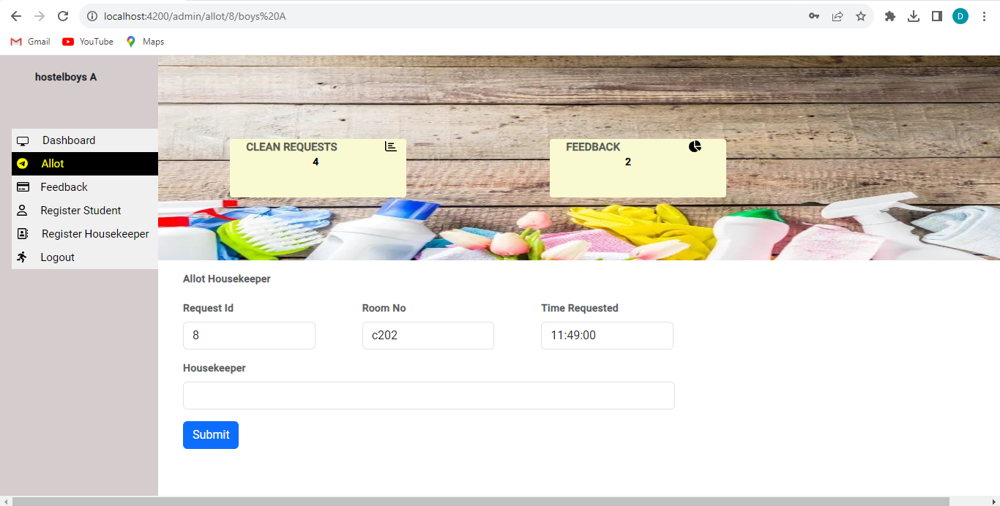 localhost:4200/admin/allot/8/boys%20A
D
Gmail YouTube Maps
hostelboys A
Dashboard
Allot
Feedback
Register Student
Register Housekeeper
Logout
CLEAN REQUESTS
4
FEEDBACK
2
Allot Housekeeper
Request Id Room No Time Requested
8 c202 11:49:00
Housekeeper
Submit